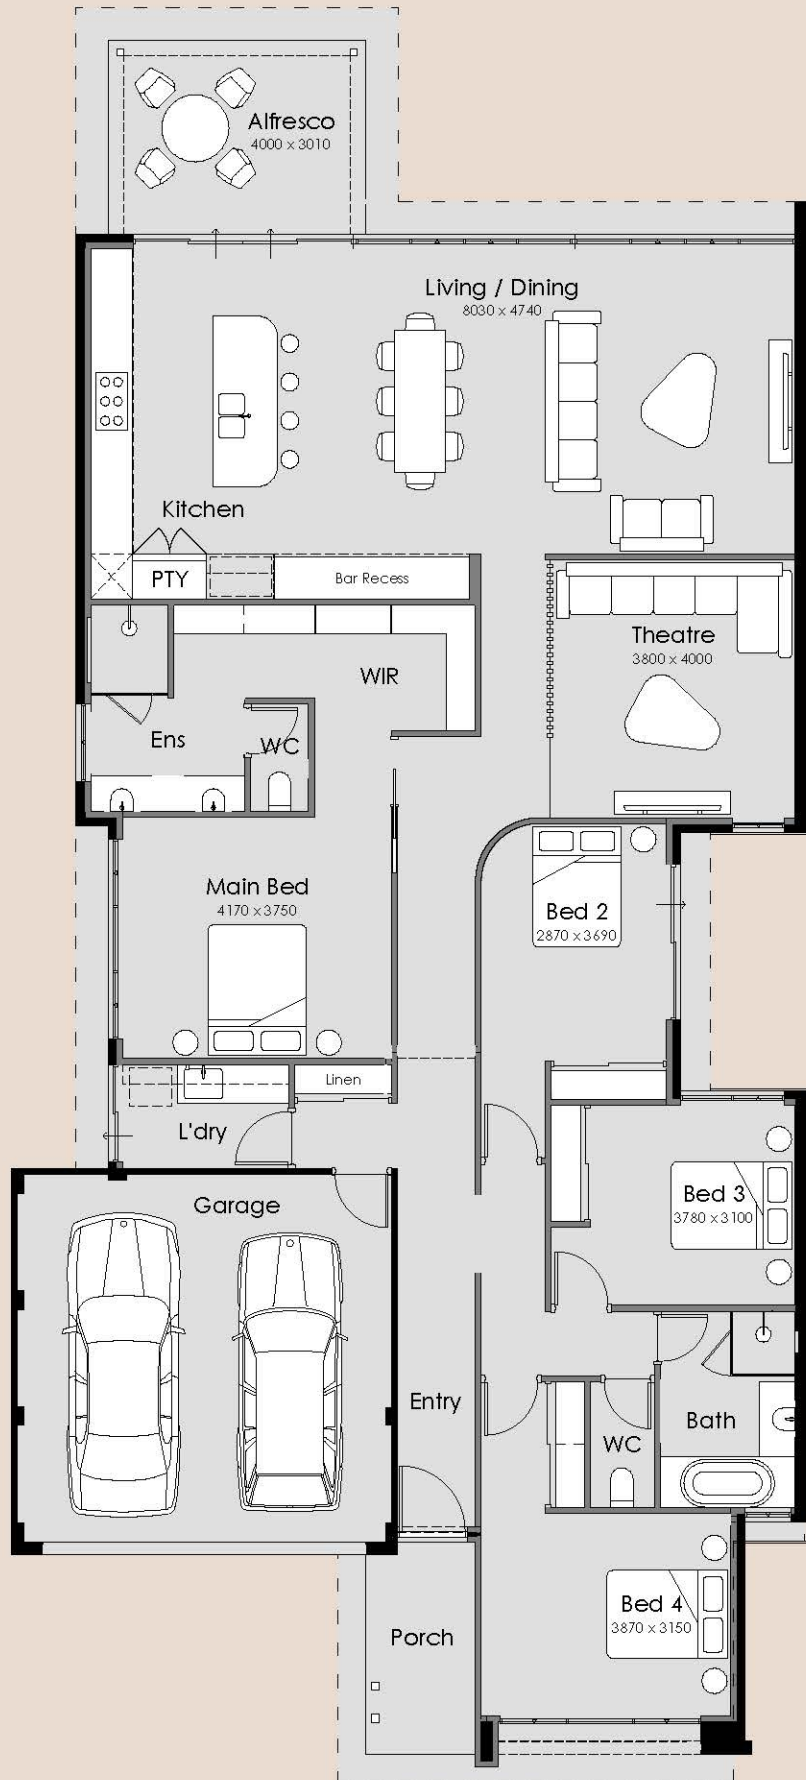 Alfresco
4000 x 3010
Living / Dining
8030 x 4740
Kitchen
PTY
Bar Recess
Theatre
3800 x 4000
WIR
Ens
WC
Main Bed
4170 x 3750
Bed 2
2870 x 3690
Linen
L'dry
Garage
Bed 3
3780 x 3100
Entry
WC
Bath
Bed 4
3870 x 3150
Porch